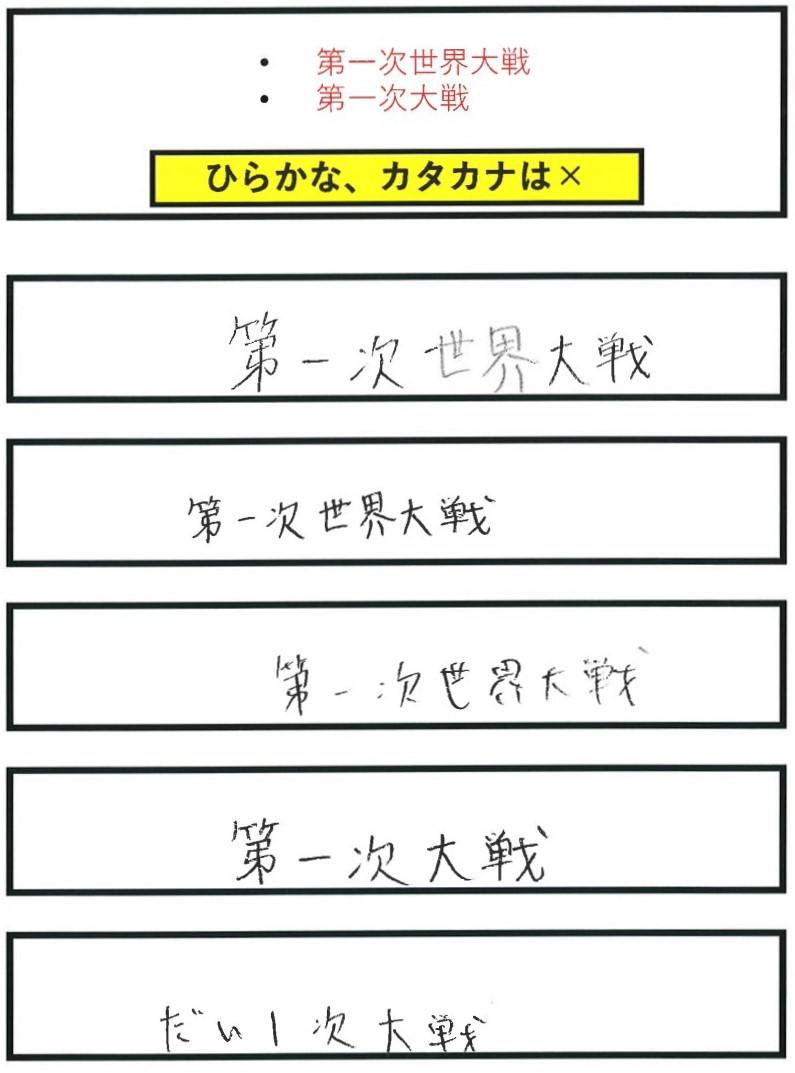 • 第一次世界大戦
• 第一次大戦
ひらかな、カタカナは×
第一次世界大戦
第一次世界大戦
第一次世界大戦
第一次大戦
だい1次大戦